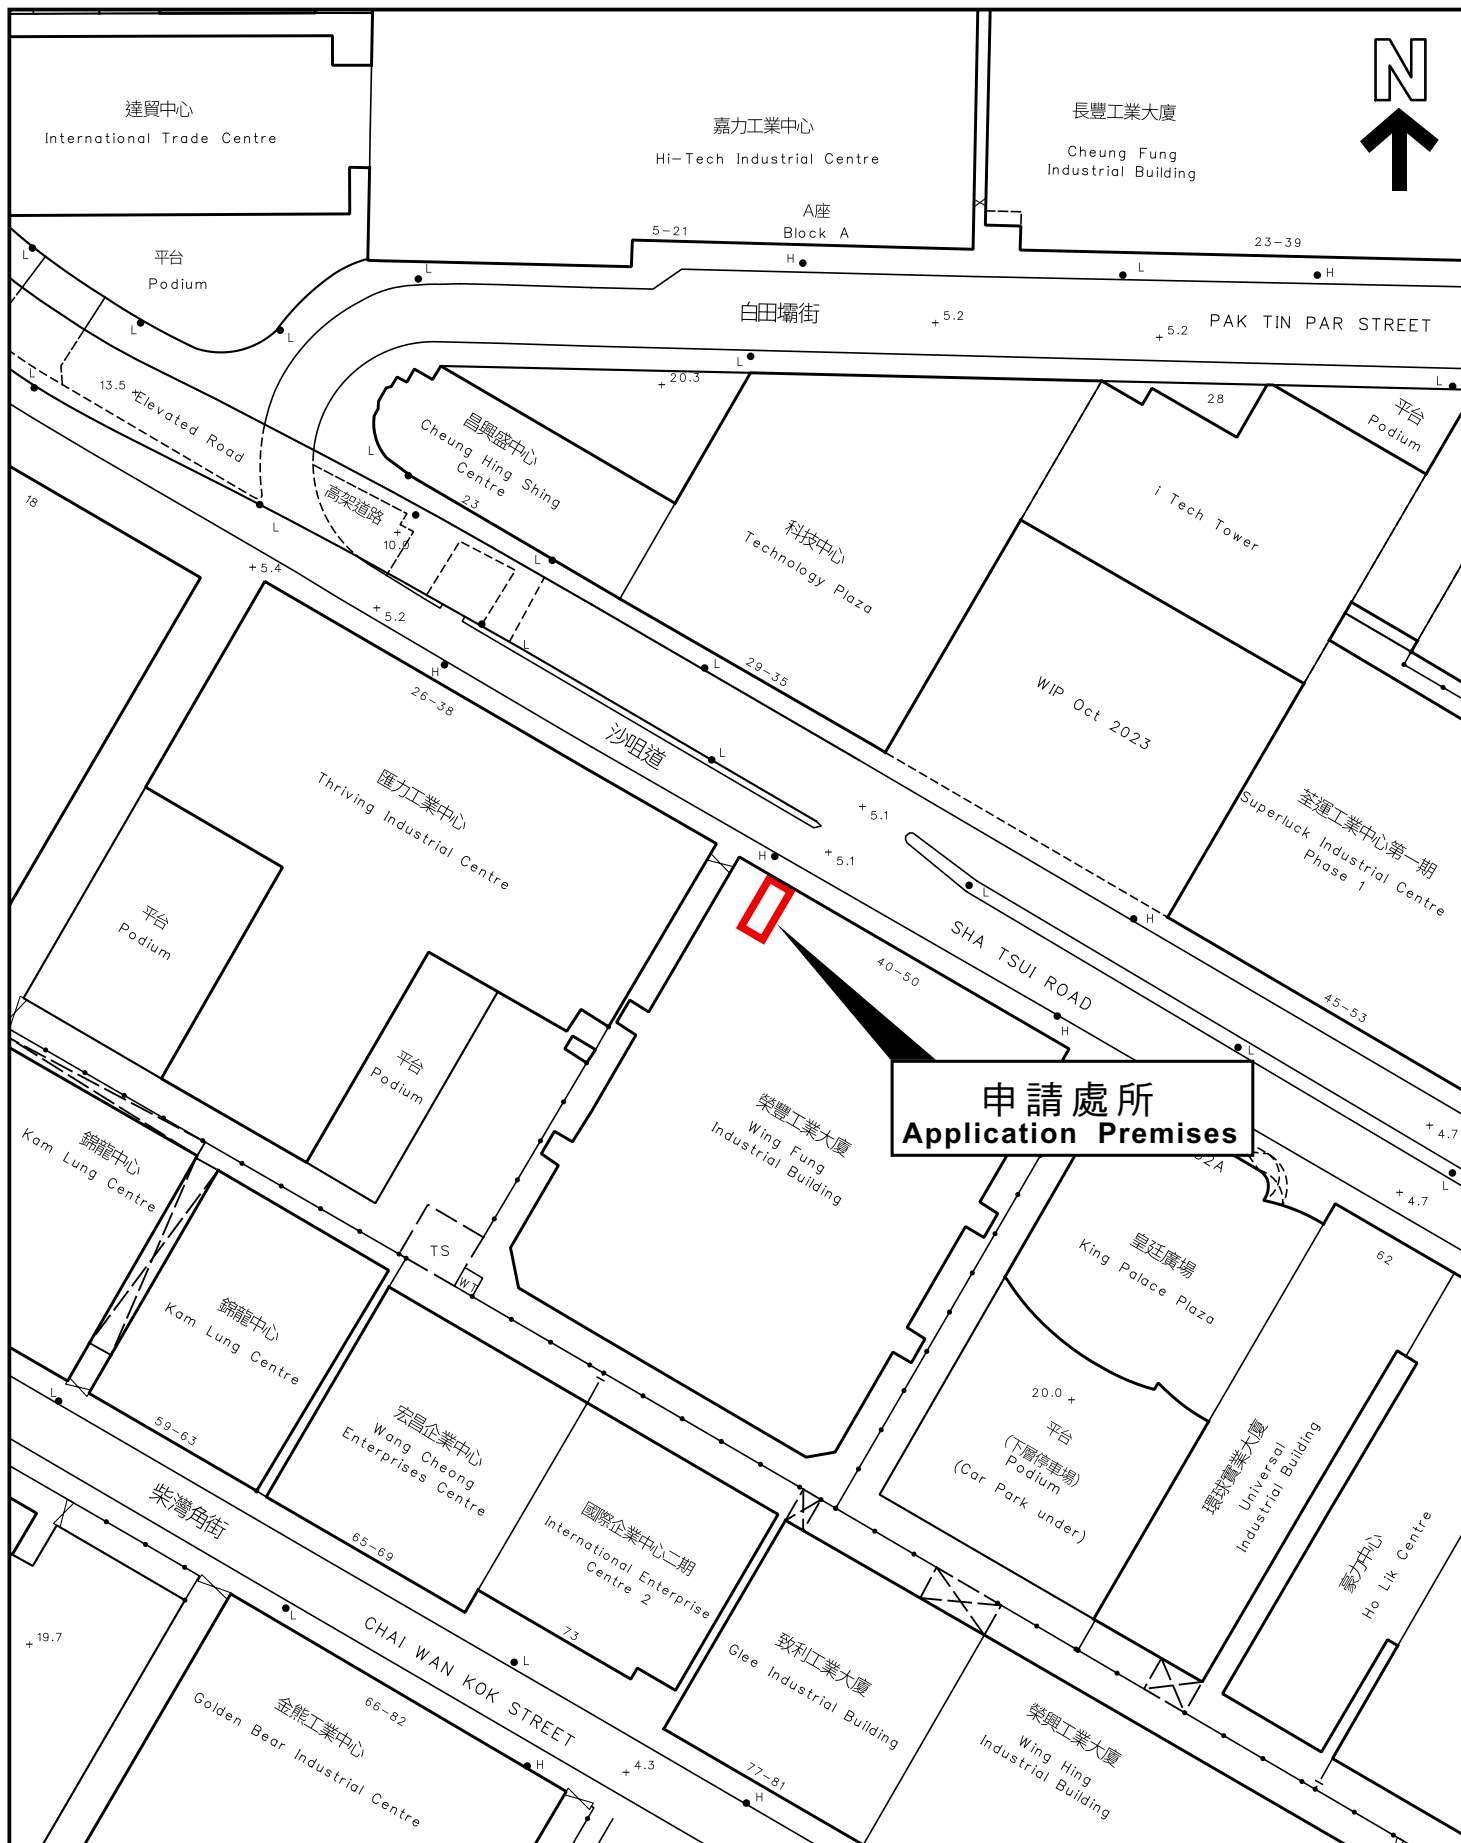 N
達貿中心
International Trade Centre
嘉力工業中心
Hi-Tech Industrial Centre
A座
Block A
5-21
長豐工業大廈
Cheung Fung
Industrial Building
23-39
平台
Podium
L
L
L
L
H
L
H
白田壩街
PAK TIN PAR STREET
5.2
5.2
L
L
L
13.5
Elevated Road
高架道路
10.0
20.3
昌興盛中心
Cheung Hing Shing
Centre
23
L
L
L
28
平台
Podium
i Tech Tower
科技中心
Technology Plaza
29-35
L
WIP Oct 2023
18
5.4
5.2
H
L
26-38
沙咀道
L
匯力工業中心
Thriving Industrial Centre
荃運工業中心第一期
Superluck Industrial Centre
Phase 1
45-53
5.1
5.1
H
L
H
SHA TSUI ROAD
40-50
H
L
平台
Podium
平台
Podium
申請處所
Application Premises
榮豐工業大廈
Wing Fung
Industrial Building
4.7
4.7
L
62
皇廷廣場
King Palace Plaza
錦龍中心
Kam Lung Centre
TS
WT
錦龍中心
Kam Lung Centre
59-63
L
宏昌企業中心
Wang Cheong
Enterprises Centre
65-69
20.0
平台
(下層停車場)
Podium
(Car Park under)
環球實業大廈
Universal
Industrial Building
豪力中心
Ho Lik Centre
柴灣角街
CHAI WAN KOK STREET
國際企業中心二期
International Enterprise
Centre 2
73
L
L
19.7
致利工業大廈
Glee Industrial Building
77-81
66-82
金熊工業中心
Golden Bear Industrial Centre
H
4.3
H
榮興工業大廈
Wing Hing
Industrial Building